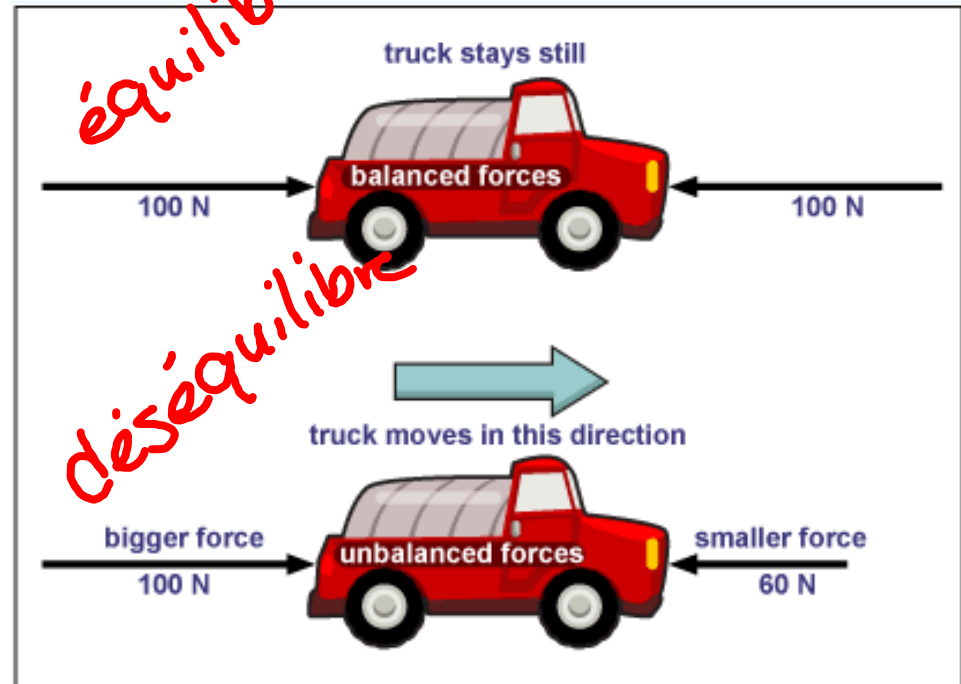 équilib
truck stays still
balanced forces
100 N
100 N
déséquilibre
truck moves in this direction
bigger force
100 N
unbalanced forces
smaller force
60 N